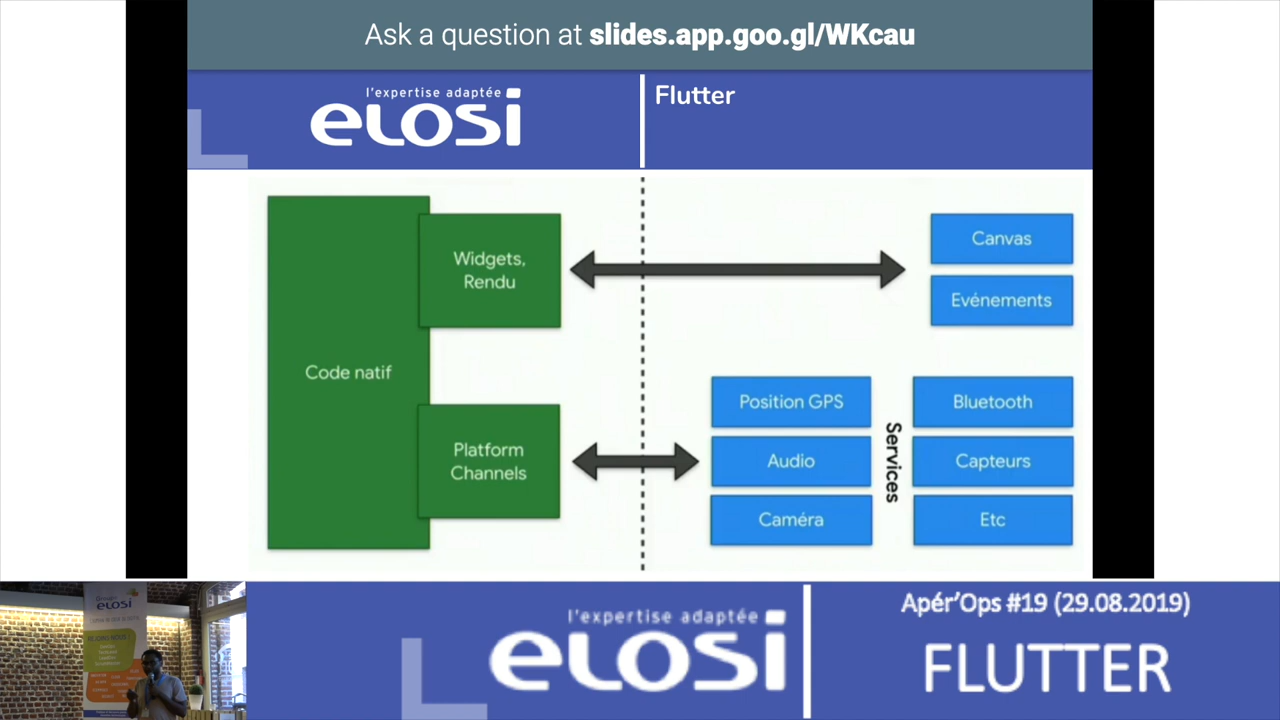 Ask a question at slides.app.goo.gl/WKcau
l'expertise adaptée
eLOSi
Flutter
Code natif
Widgets,
Rendu
Platform
Channels
Canvas
Evénements
Position GPS
Audio
Caméra
Services
Bluetooth
Capteurs
Etc
eLOSi
l'expertise adaptée
eLOSi
Apér'Ops #19 (29.08.2019)
FLUTTER